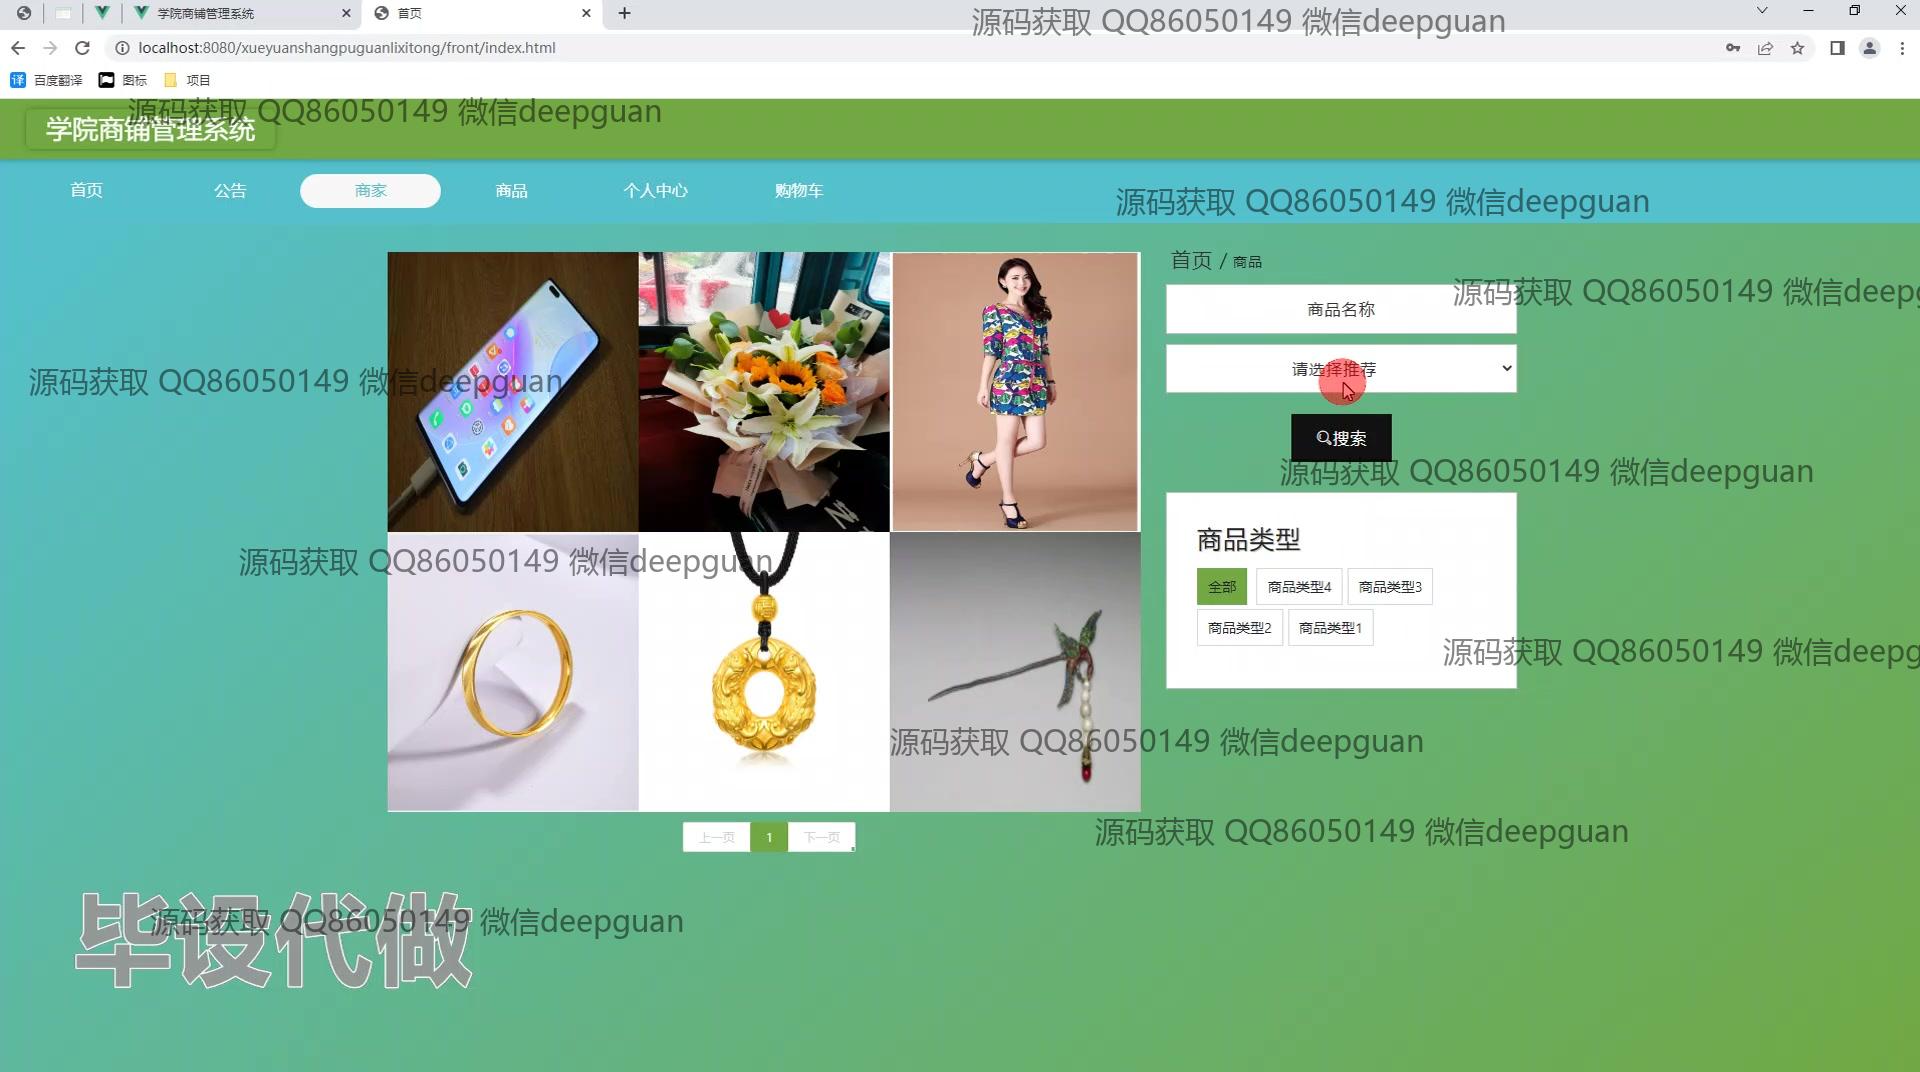 学院商铺管理系统
首页
源码获取 QQ86050149 微信deepguan
localhost:8080/xueyuanshangpuguanlixitong/front/index.html
百度翻译
图标
项目
源码获取 QQ86050149 微信deepguan
学院商铺管理系统
首页
公告
商家
商品
个人中心
购物车
源码获取 QQ86050149 微信deepguan
首页 / 商品
源码获取 QQ86050149 微信deepg
商品名称
请选择推荐
源码获取 QQ86050149 微信deepguan
搜索
源码获取 QQ86050149 微信deepguan
商品类型
源码获取 QQ86050149 微信deepguan
全部
商品类型4
商品类型3
商品类型2
商品类型1
源码获取 QQ86050149 微信deepg
源码获取 QQ86050149 微信deepguan
上一页
1
下一页
源码获取 QQ86050149 微信deepguan
源码获取 QQ86050149 微信deepguan
毕设代做